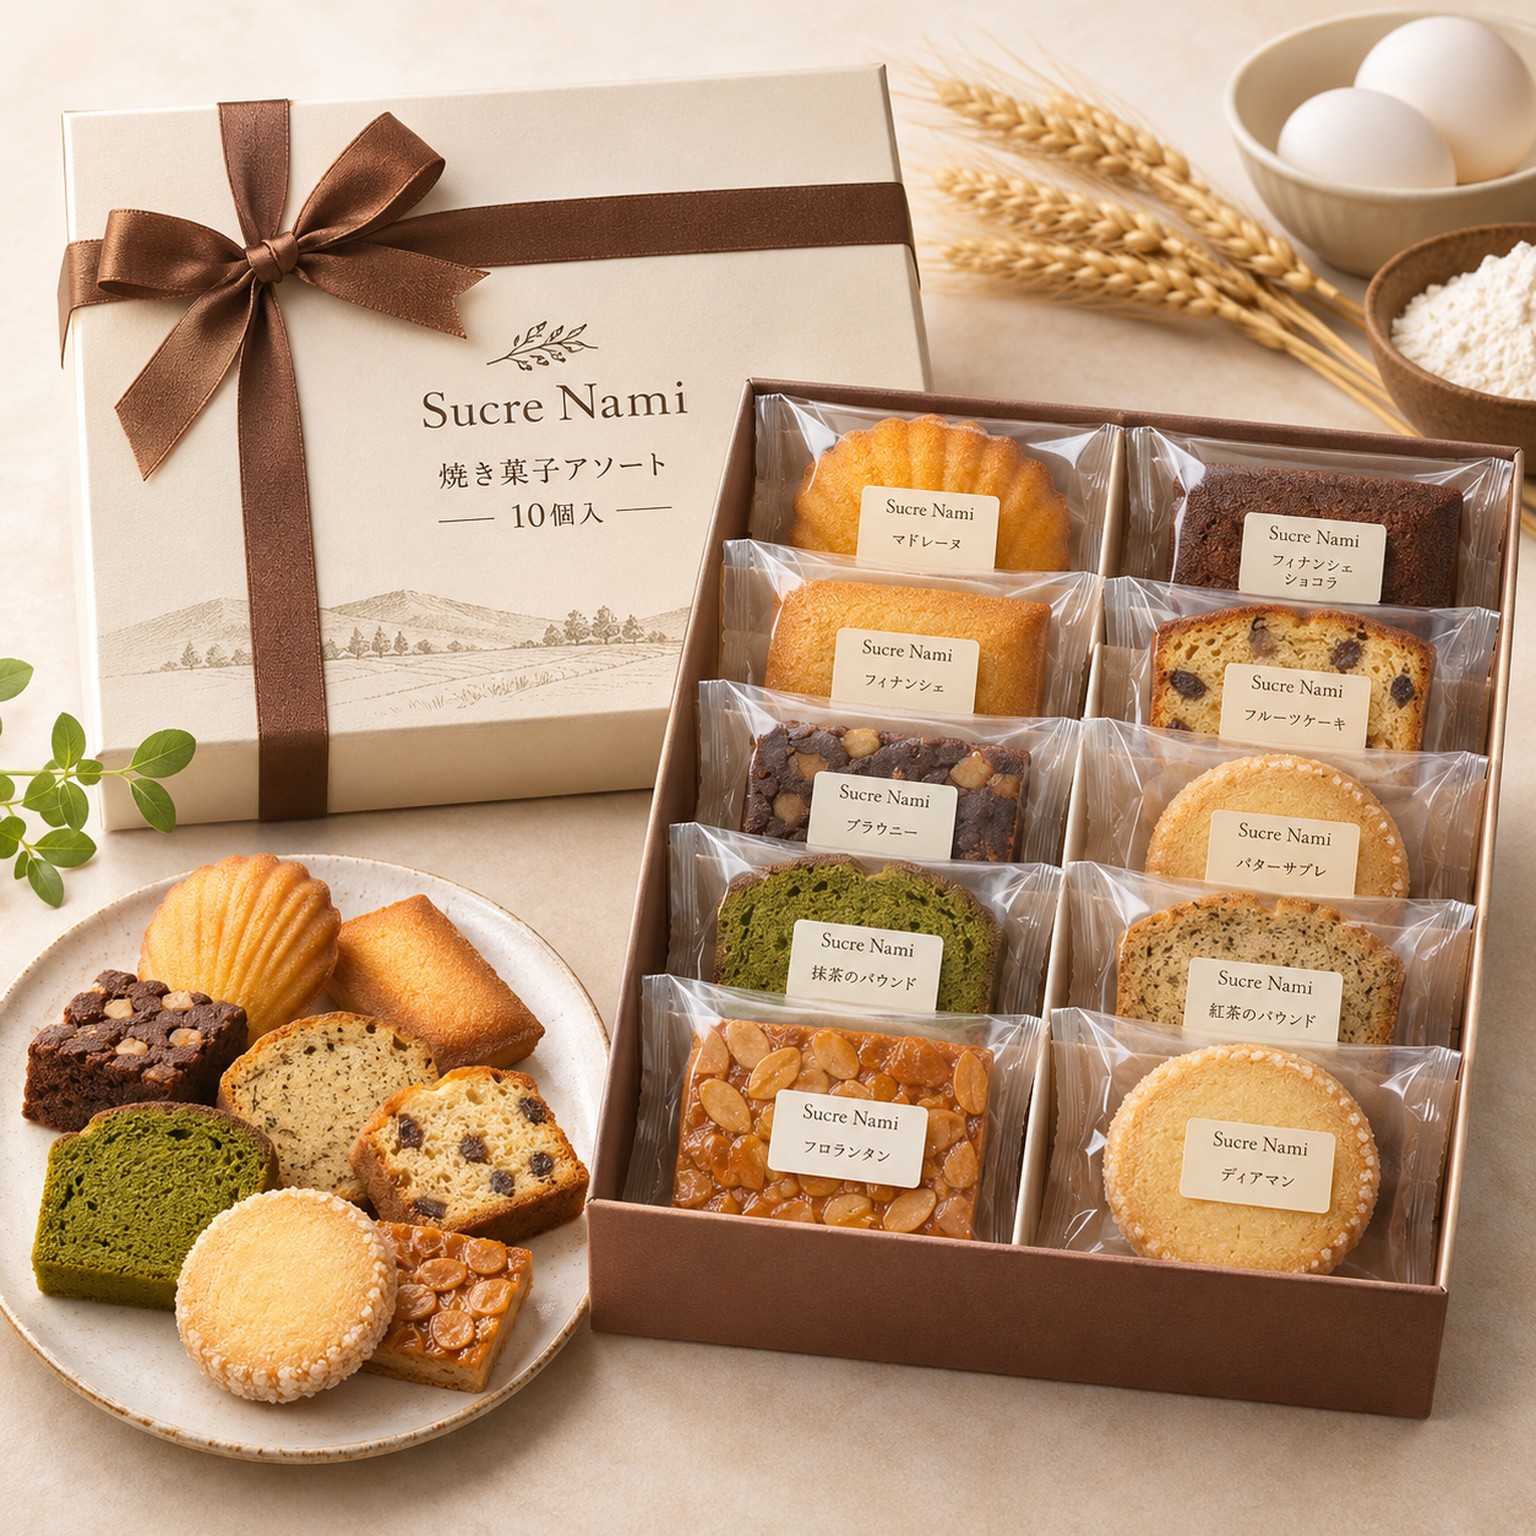 Sucre Nami
焼き菓子アソート
10個入
Sucre Nami
マドレーヌ
Sucre Nami
フィナンシェ
ショコラ
Sucre Nami
フィナンシェ
Sucre Nami
フルーツケーキ
Sucre Nami
ブラウニー
Sucre Nami
バターサブレ
Sucre Nami
抹茶のパウンド
Sucre Nami
紅茶のパウンド
Sucre Nami
フロランタン
Sucre Nami
ディアマン